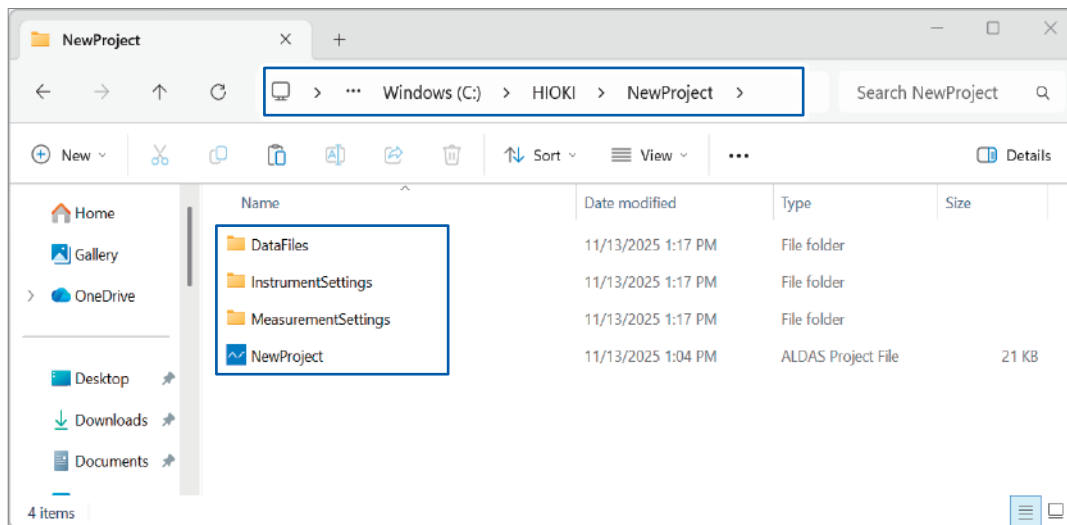 NewProject
Windows (C:) > HIOKI > NewProject >
Search NewProject
New Sort View ... Details
Name Date modified Type Size
Home
Gallery
OneDrive
Desktop
Downloads
Documents
DataFiles 11/13/2025 1:17 PM File folder
InstrumentSettings 11/13/2025 1:17 PM File folder
MeasurementSettings 11/13/2025 1:17 PM File folder
NewProject 11/13/2025 1:04 PM ALDAS Project File 21 KB
4 items